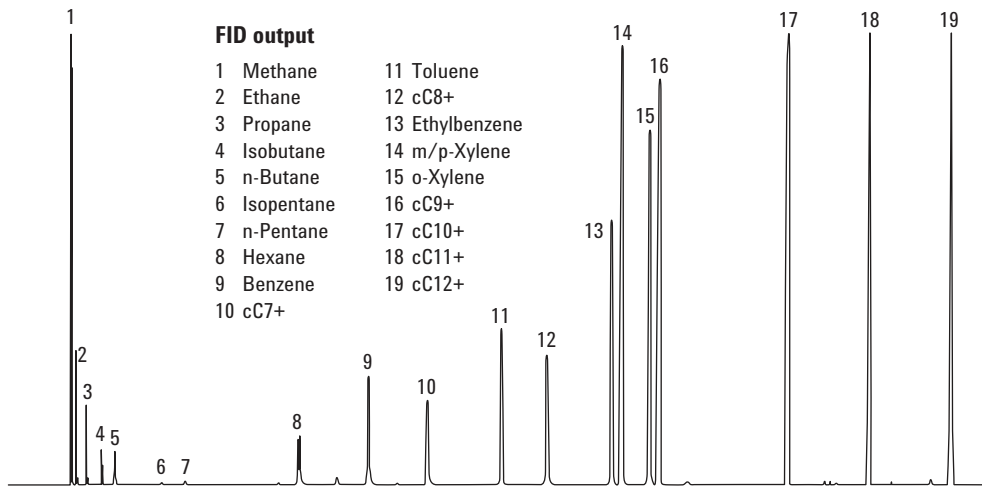 FID output
1 Methane
2 Ethane
3 Propane
4 Isobutane
5 n-Butane
6 Isopentane
7 n-Pentane
8 Hexane
9 Benzene
10 cC7+
11 Toluene
12 cC8+
13 Ethylbenzene
14 m/p-Xylene
15 o-Xylene
16 cC9+
17 cC10+
18 cC11+
19 cC12+
1
2
3
4
5
6
7
8
9
10
11
12
13
14
15
16
17
18
19